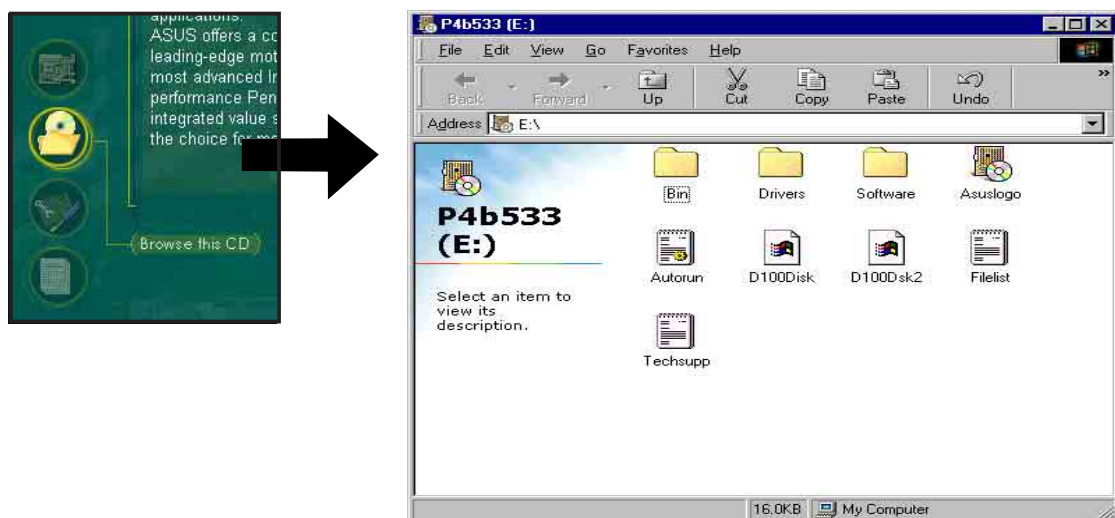 applications.
ASUS offers a co
leading-edge mot
most advanced In
performance Pen
integrated value s
the choice for mo
Browse this CD
P4b533 (E:)
File Edit View Go Favorites Help
Back Forward Up Cut Copy Paste Undo »
Address E:\
P4b533
(E:)
Select an item to
view its
description.
Bin Drivers Software Asuslogo
Autorun D100Disk D100Dsk2 Filelist
Techsupp
16.0KB My Computer